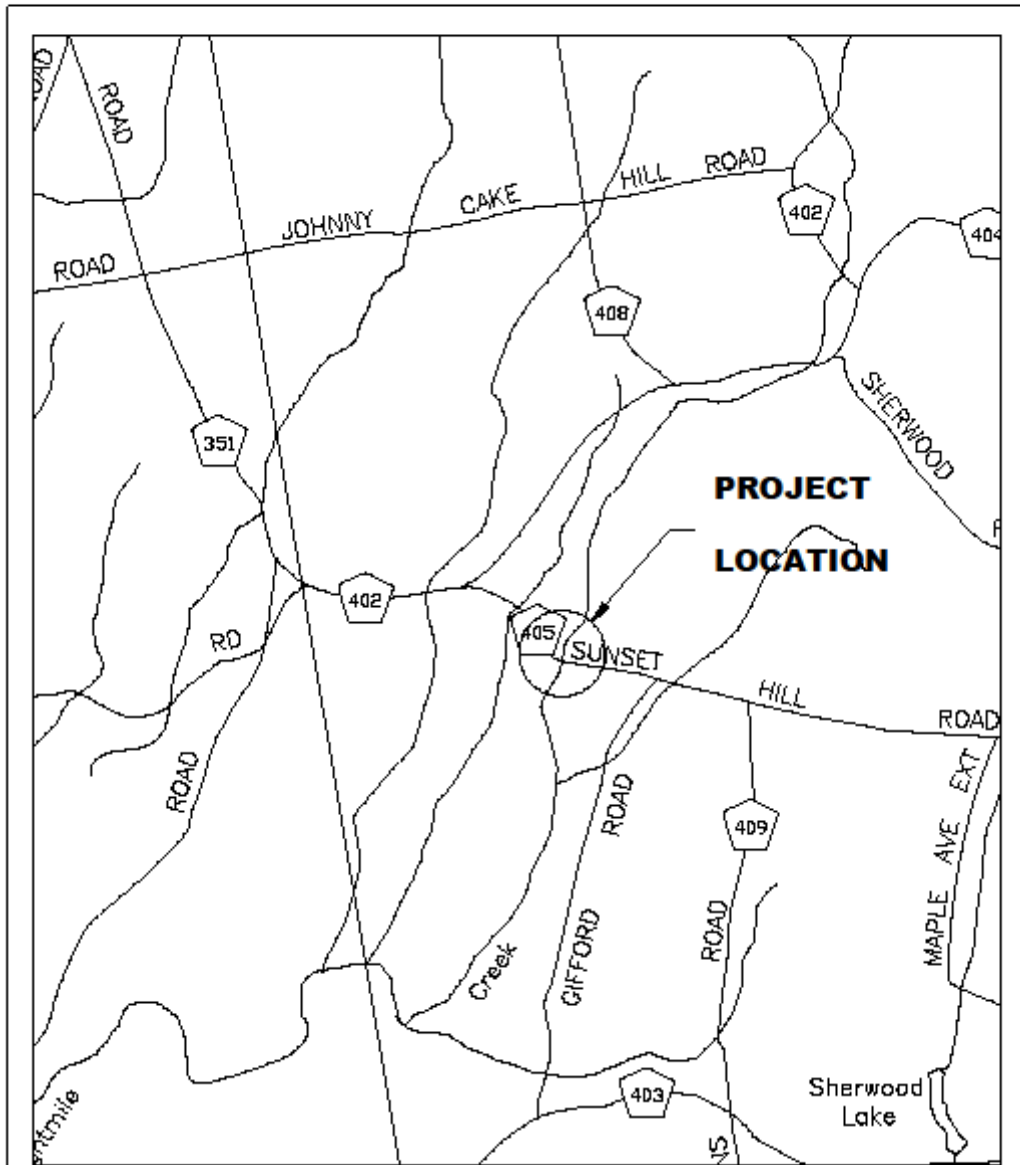 ROAD
ROAD
HILL ROAD
CAKE
JOHNNY
ROAD
402
404
408
351
SHERWOOD
PROJECT
LOCATION
402
405
RD
SUNSET
HILL
ROAD
ROAD
ROAD
409
MAPLE AVE EXT
ROAD
GIFFORD
Creek
403
Sherwood
Lake